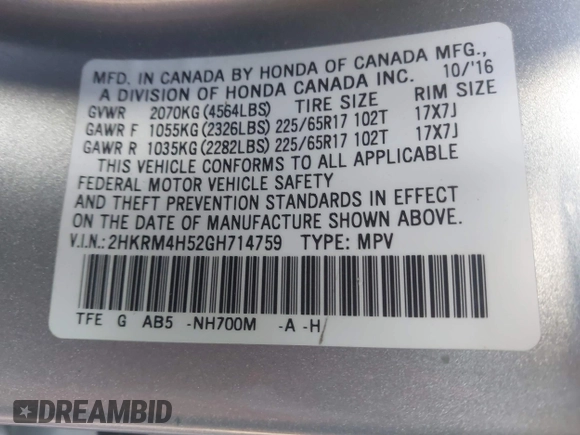 MFD. IN CANADA BY HONDA OF CANADA MFG.,
A DIVISION OF HONDA CANADA INC. 10/'16
GVWR 2070KG(4564LBS) TIRE SIZE RIM SIZE
GAWR F 1055KG(2326LBS) 225/65R17 102T 17X7J
GAWR R 1035KG(2282LBS) 225/65R17 102T 17X7J
THIS VEHICLE CONFORMS TO ALL APPLICABLE
FEDERAL MOTOR VEHICLE SAFETY
AND THEFT PREVENTION STANDARDS IN EFFECT
ON THE DATE OF MANUFACTURE SHOWN ABOVE.
V.I.N.: 2HKRM4H52GH714759 TYPE: MPV
TFE G AB5 -NH700M -A -H/
DREAMBID